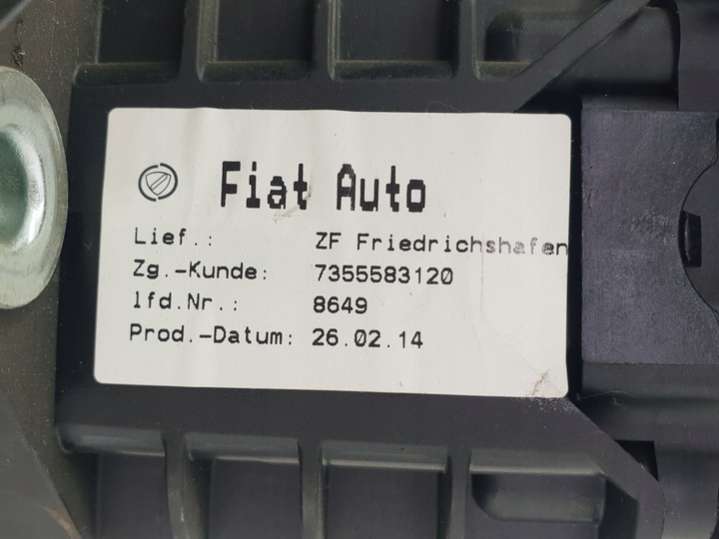 Fiat Auto
Lief.: ZF Friedrichshafen
Zg.-Kunde: 7355583120
lfd.Nr.: 8649
Prod.-Datum: 26.02.14